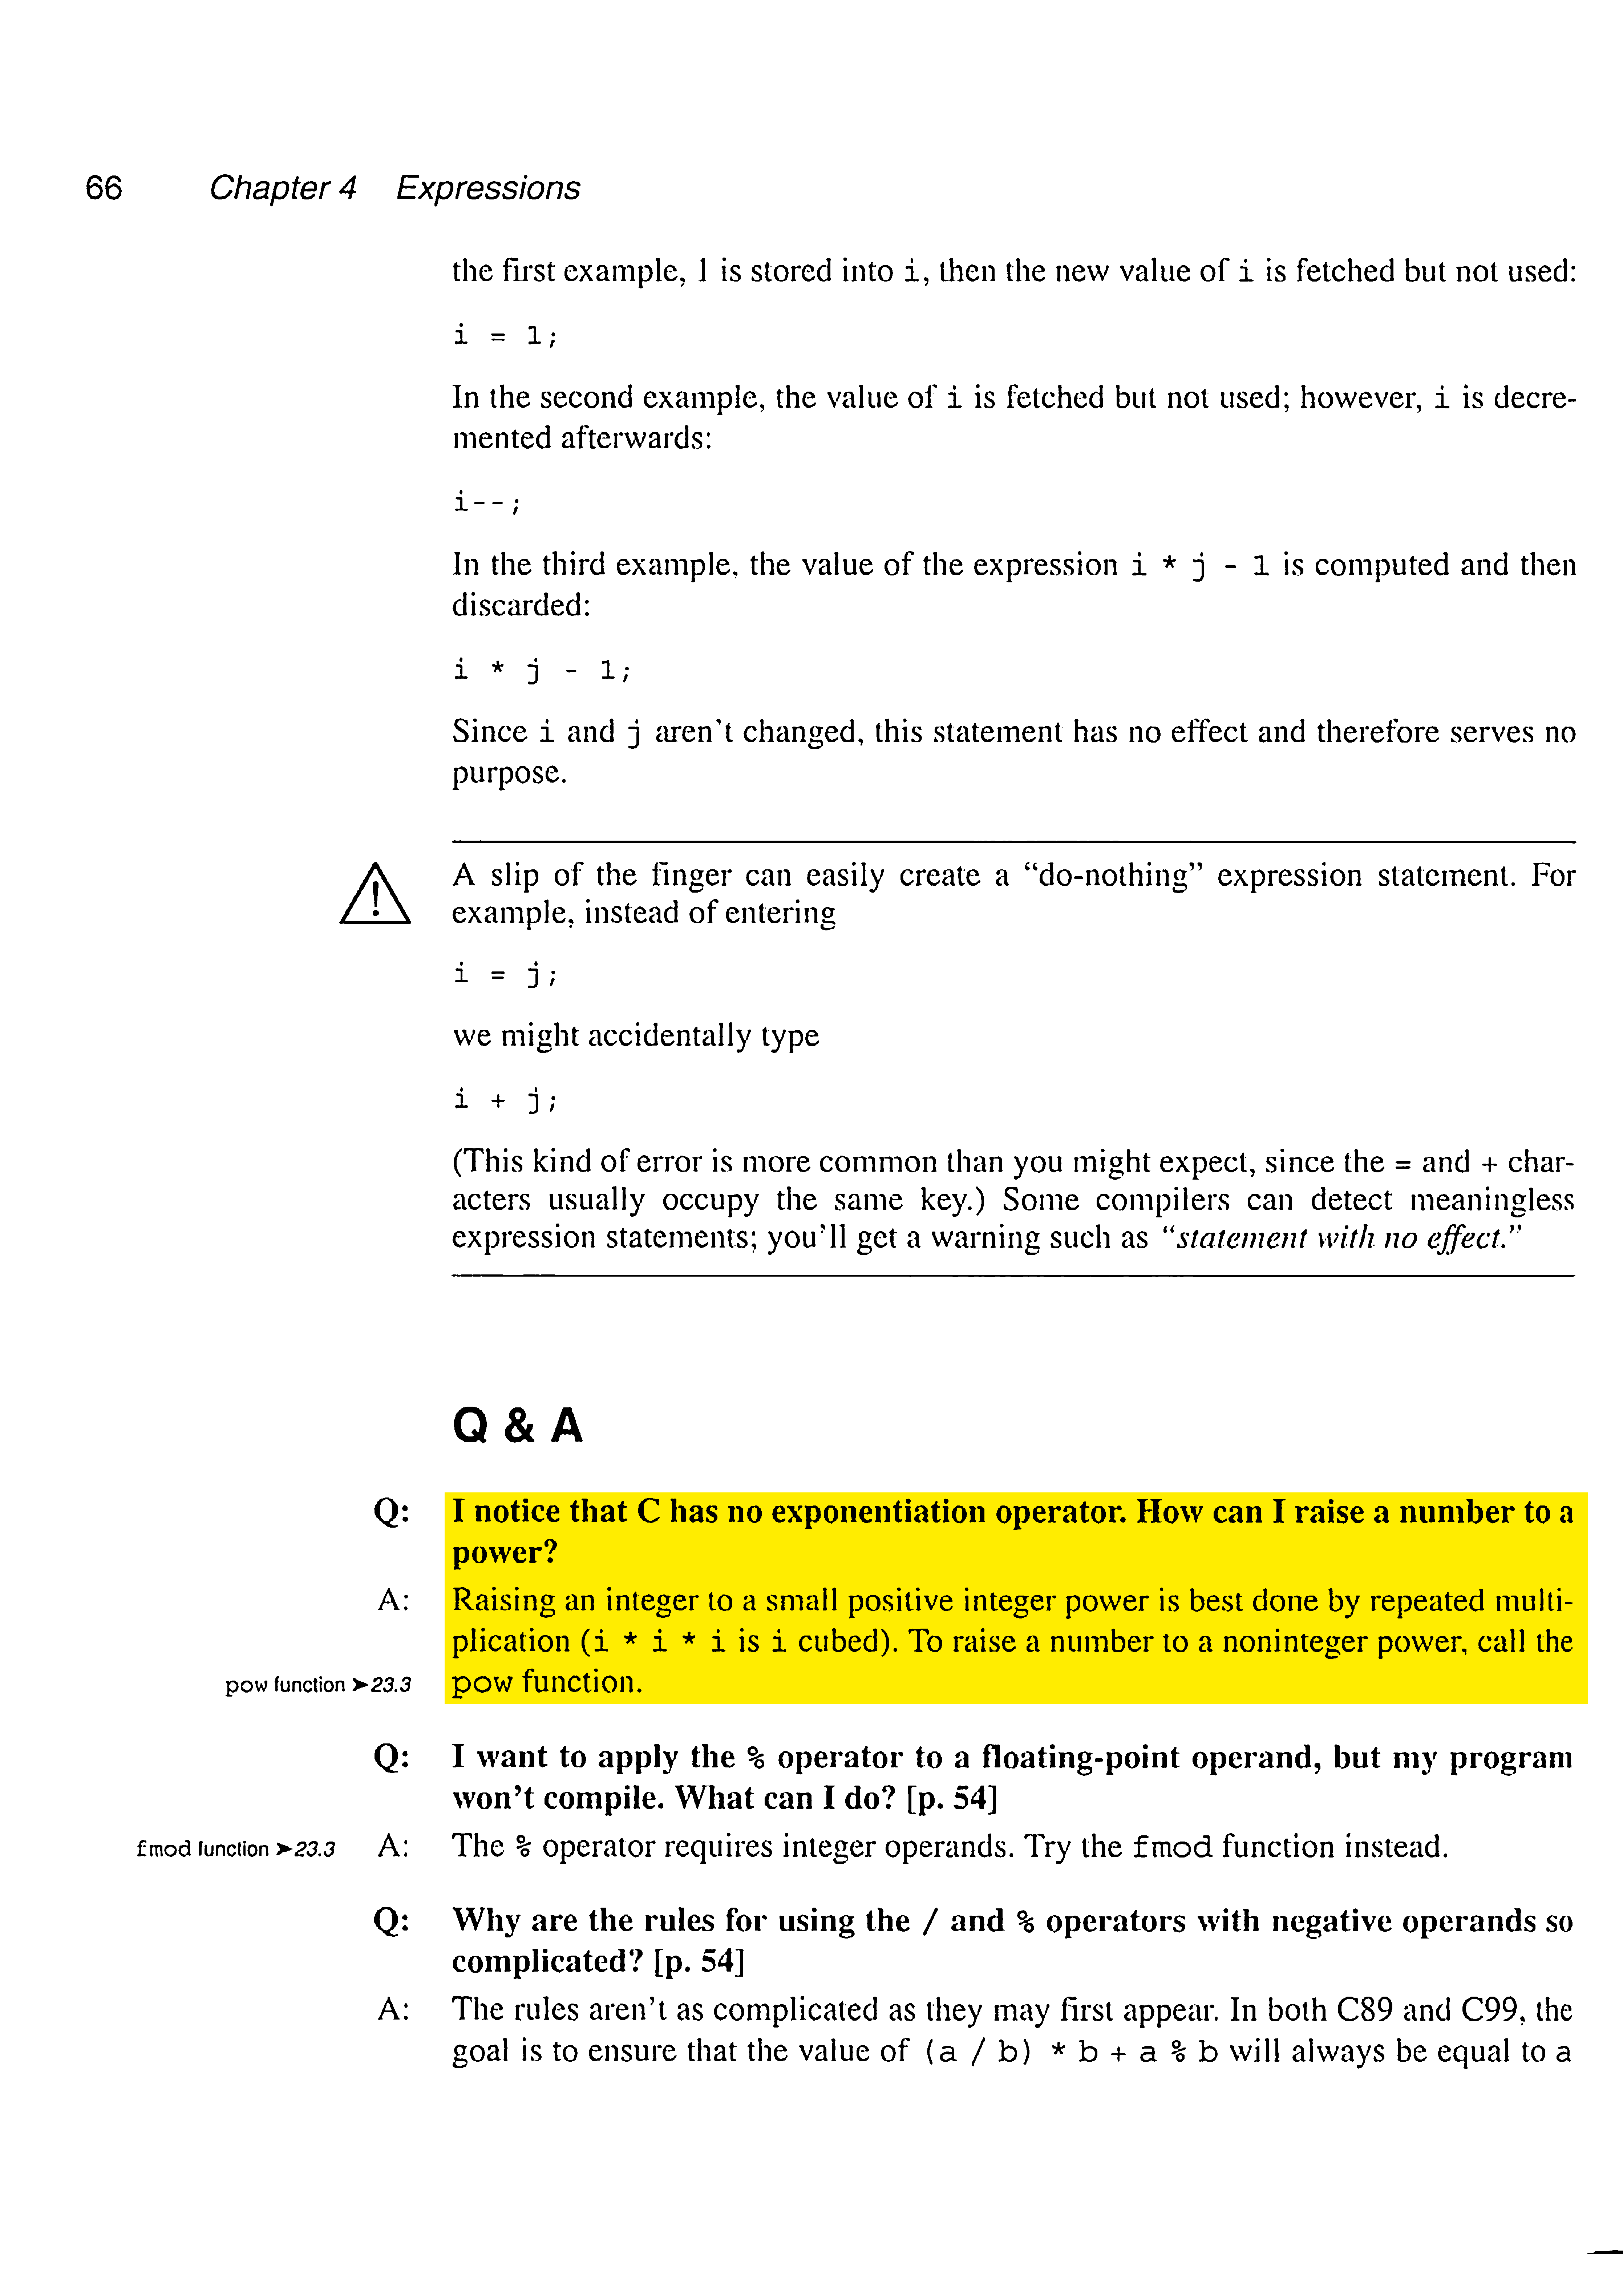 66 Chapter 4 Expressions
the first example, 1 is stored into i, then the new value of i is fetched but not used:
i = 1;
In the second example, the value of i is fetched but not used; however, i is decre-
mented afterwards:
i--;
In the third example, the value of the expression i * j - 1 is computed and then
discarded:
i * j - 1;
Since i and j aren't changed, this statement has no effect and therefore serves no
purpose.
A slip of the finger can easily create a “do-nothing” expression statement. For
example, instead of entering
i = j;
we might accidentally type
i + j;
(This kind of error is more common than you might expect, since the = and + char-
acters usually occupy the same key.) Some compilers can detect meaningless
expression statements; you'll get a warning such as “statement with no effect.”
Q & A
Q: I notice that C has no exponentiation operator. How can I raise a number to a
power?
A: Raising an integer to a small positive integer power is best done by repeated multi-
plication (i * i * i is i cubed). To raise a number to a noninteger power, call the
pow function ➤23.3 pow function.
Q: I want to apply the % operator to a floating-point operand, but my program
won't compile. What can I do? [p. 54]
fmod function ➤23.3 A: The % operator requires integer operands. Try the fmod function instead.
Q: Why are the rules for using the / and % operators with negative operands so
complicated? [p. 54]
A: The rules aren't as complicated as they may first appear. In both C89 and C99, the
goal is to ensure that the value of (a / b) * b + a % b will always be equal to a